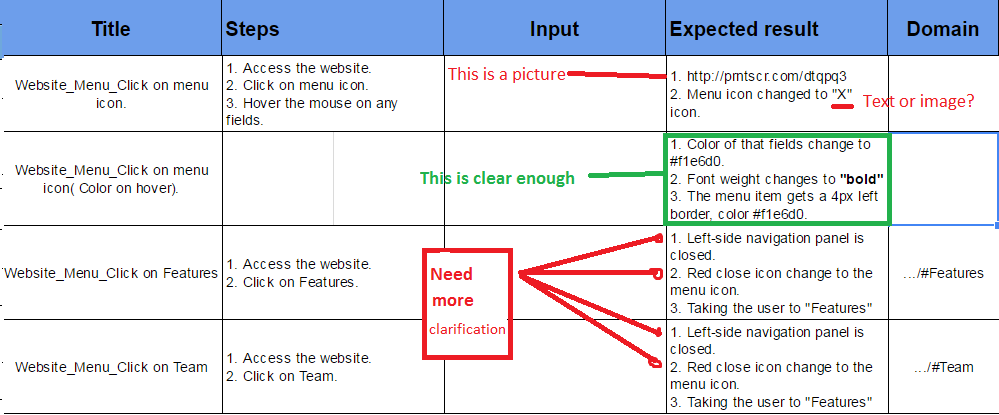 Title
Steps
Input
Expected result
Domain
Website_Menu_Click on menu
icon.
1. Access the website.
2. Click on menu icon.
3. Hover the mouse on any
fields.
This is a picture
1. http://prntscr.com/dtqpq3
2. Menu icon changed to "X"
icon.
Text or image?
Website_Menu_Click on menu
icon( Color on hover).
This is clear enough
1. Color of that fields change to
#f1e6d0.
2. Font weight changes to "bold"
3. The menu item gets a 4px left
border, color #f1e6d0.
Website_Menu_Click on Features
1. Access the website.
2. Click on Features.
Need
more
clarification
1. Left-side navigation panel is
closed.
2. Red close icon change to the
menu icon.
3. Taking the user to "Features"
.../#Features
Website_Menu_Click on Team
1. Access the website.
2. Click on Team.
1. Left-side navigation panel is
closed.
2. Red close icon change to the
menu icon.
3. Taking the user to "Features"
.../#Team